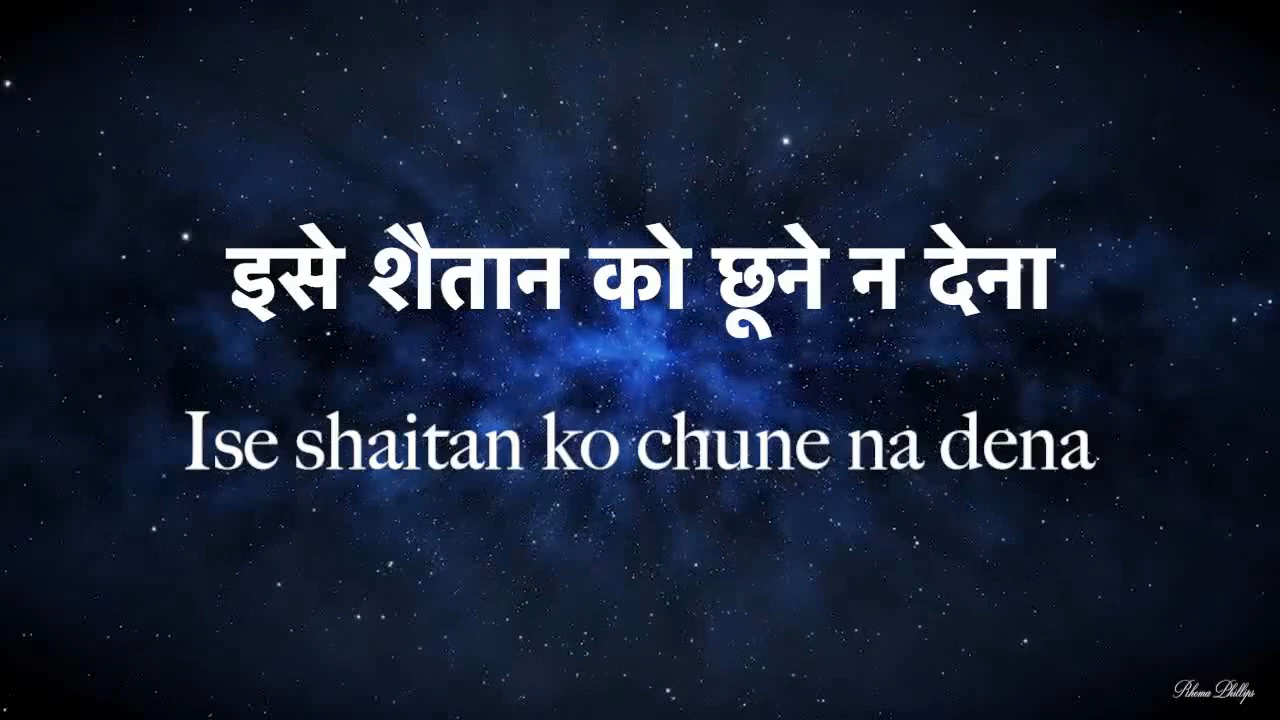 इसे शैतान को छूने न देना
Ise shaitan ko chune na dena
Rhema Phillips